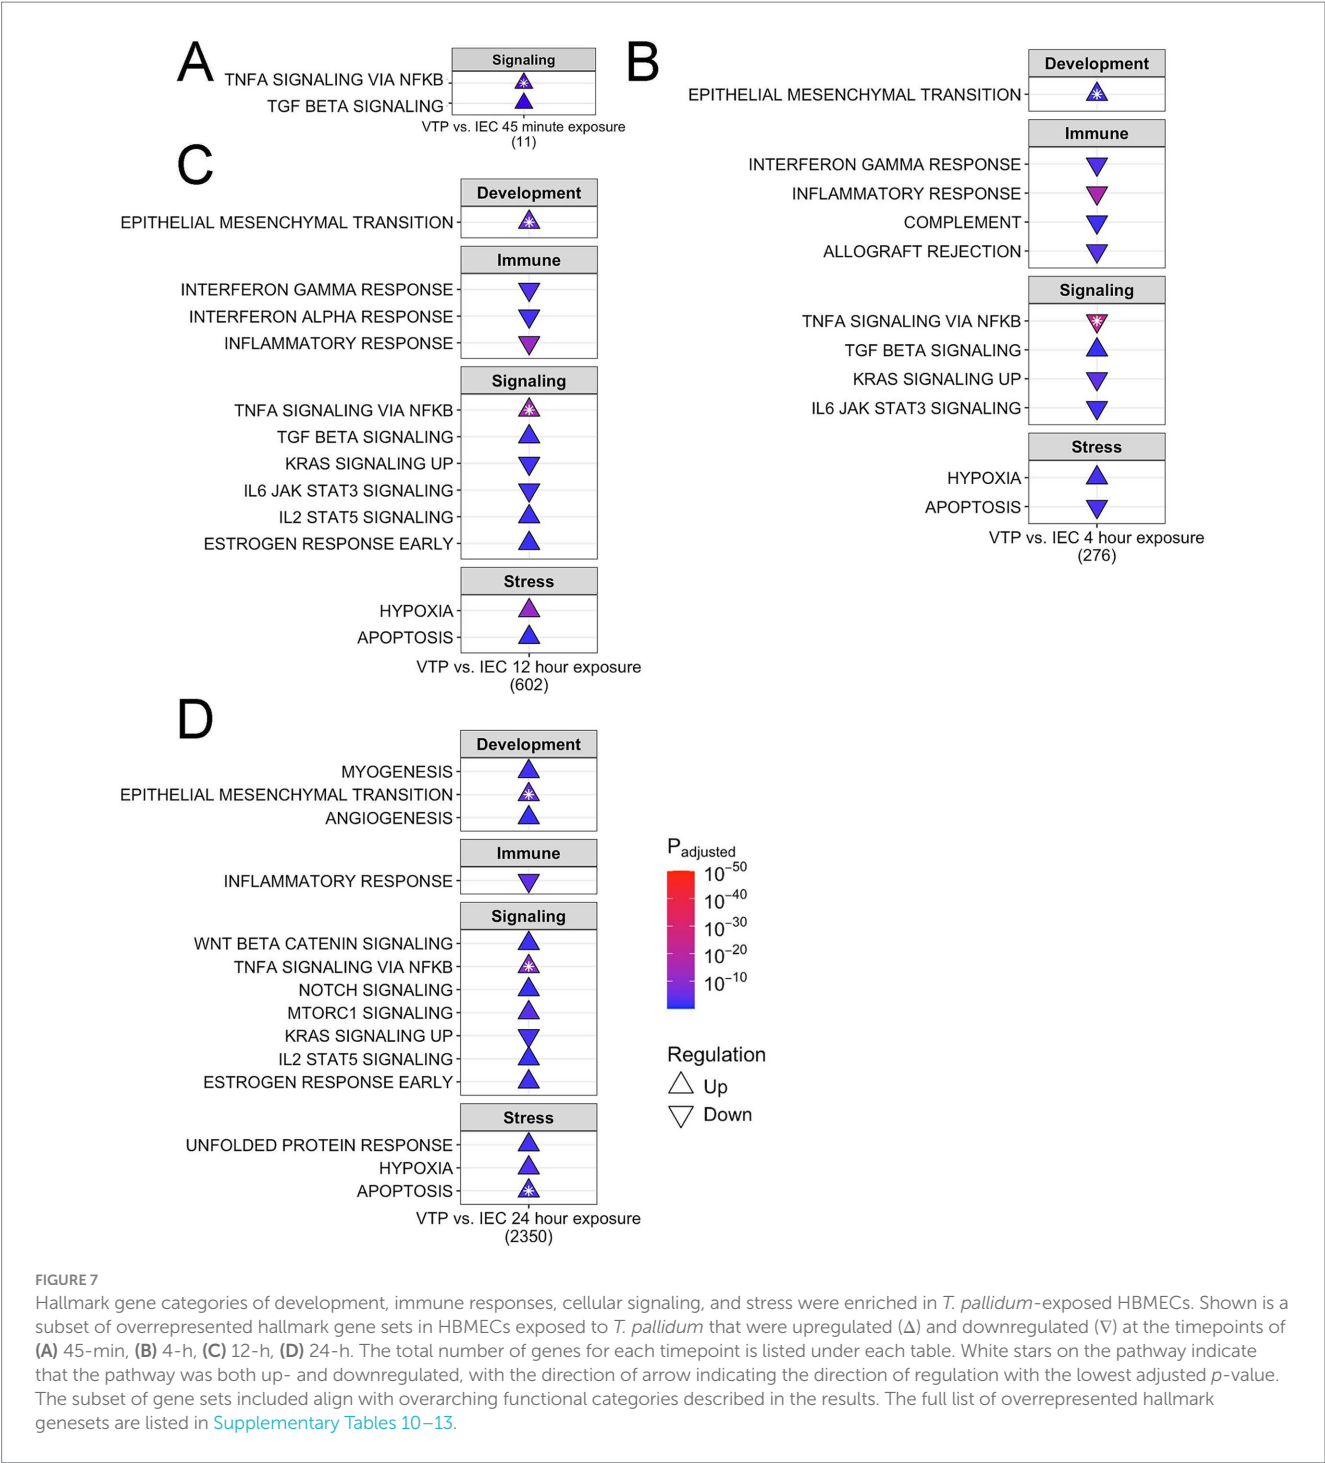 A
Signaling
TNFA SIGNALING VIA NFKB
TGF BETA SIGNALING
VTP vs. IEC 45 minute exposure
(11)
B
Development
EPITHELIAL MESENCHYMAL TRANSITION
Immune
INTERFERON GAMMA RESPONSE
INFLAMMATORY RESPONSE
COMPLEMENT
ALLOGRAFT REJECTION
Signaling
TNFA SIGNALING VIA NFKB
TGF BETA SIGNALING
KRAS SIGNALING UP
IL6 JAK STAT3 SIGNALING
Stress
HYPOXIA
APOPTOSIS
VTP vs. IEC 4 hour exposure
(276)
C
Development
EPITHELIAL MESENCHYMAL TRANSITION
Immune
INTERFERON GAMMA RESPONSE
INTERFERON ALPHA RESPONSE
INFLAMMATORY RESPONSE
Signaling
TNFA SIGNALING VIA NFKB
TGF BETA SIGNALING
KRAS SIGNALING UP
IL6 JAK STAT3 SIGNALING
IL2 STAT5 SIGNALING
ESTROGEN RESPONSE EARLY
Stress
HYPOXIA
APOPTOSIS
VTP vs. IEC 12 hour exposure
(602)
D
Development
MYOGENESIS
EPITHELIAL MESENCHYMAL TRANSITION
ANGIOGENESIS
Immune
INFLAMMATORY RESPONSE
Signaling
WNT BETA CATENIN SIGNALING
TNFA SIGNALING VIA NFKB
NOTCH SIGNALING
MTORC1 SIGNALING
KRAS SIGNALING UP
IL2 STAT5 SIGNALING
ESTROGEN RESPONSE EARLY
Stress
UNFOLDED PROTEIN RESPONSE
HYPOXIA
APOPTOSIS
VTP vs. IEC 24 hour exposure
(2350)
Padjusted
10−50
10−40
10−30
10−20
10−10
Regulation
Up
Down
FIGURE 7
Hallmark gene categories of development, immune responses, cellular signaling, and stress were enriched in T. pallidum-exposed HBMECs. Shown is a
subset of overrepresented hallmark gene sets in HBMECs exposed to T. pallidum that were upregulated (Δ) and downregulated (∇) at the timepoints of
(A) 45-min, (B) 4-h, (C) 12-h, (D) 24-h. The total number of genes for each timepoint is listed under each table. White stars on the pathway indicate
that the pathway was both up- and downregulated, with the direction of arrow indicating the direction of regulation with the lowest adjusted p-value.
The subset of gene sets included align with overarching functional categories described in the results. The full list of overrepresented hallmark
genesets are listed in Supplementary Tables 10–13.